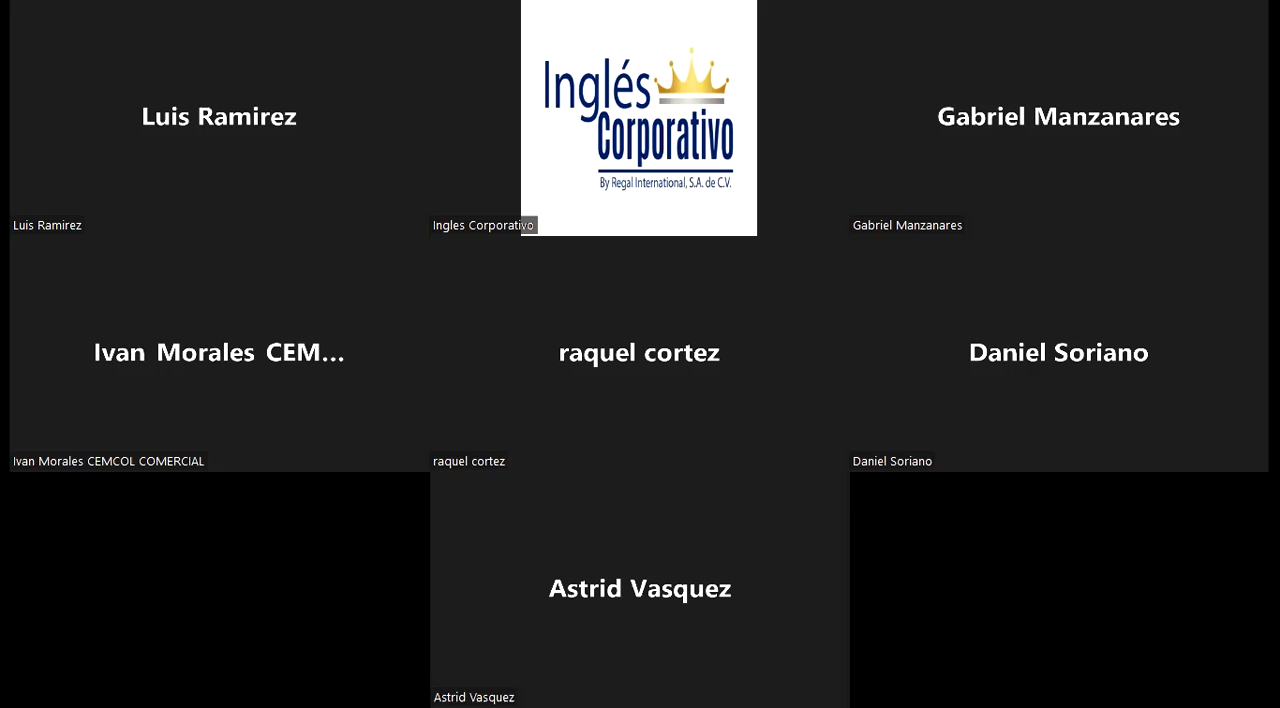 Luis Ramirez
Luis Ramirez
Inglés
Corporativo
By Regal International, S.A. de C.V.
Ingles Corporativo
Gabriel Manzanares
Gabriel Manzanares
Ivan Morales CEM...
Ivan Morales CEMCOL COMERCIAL
raquel cortez
raquel cortez
Daniel Soriano
Daniel Soriano
Astrid Vasquez
Astrid Vasquez